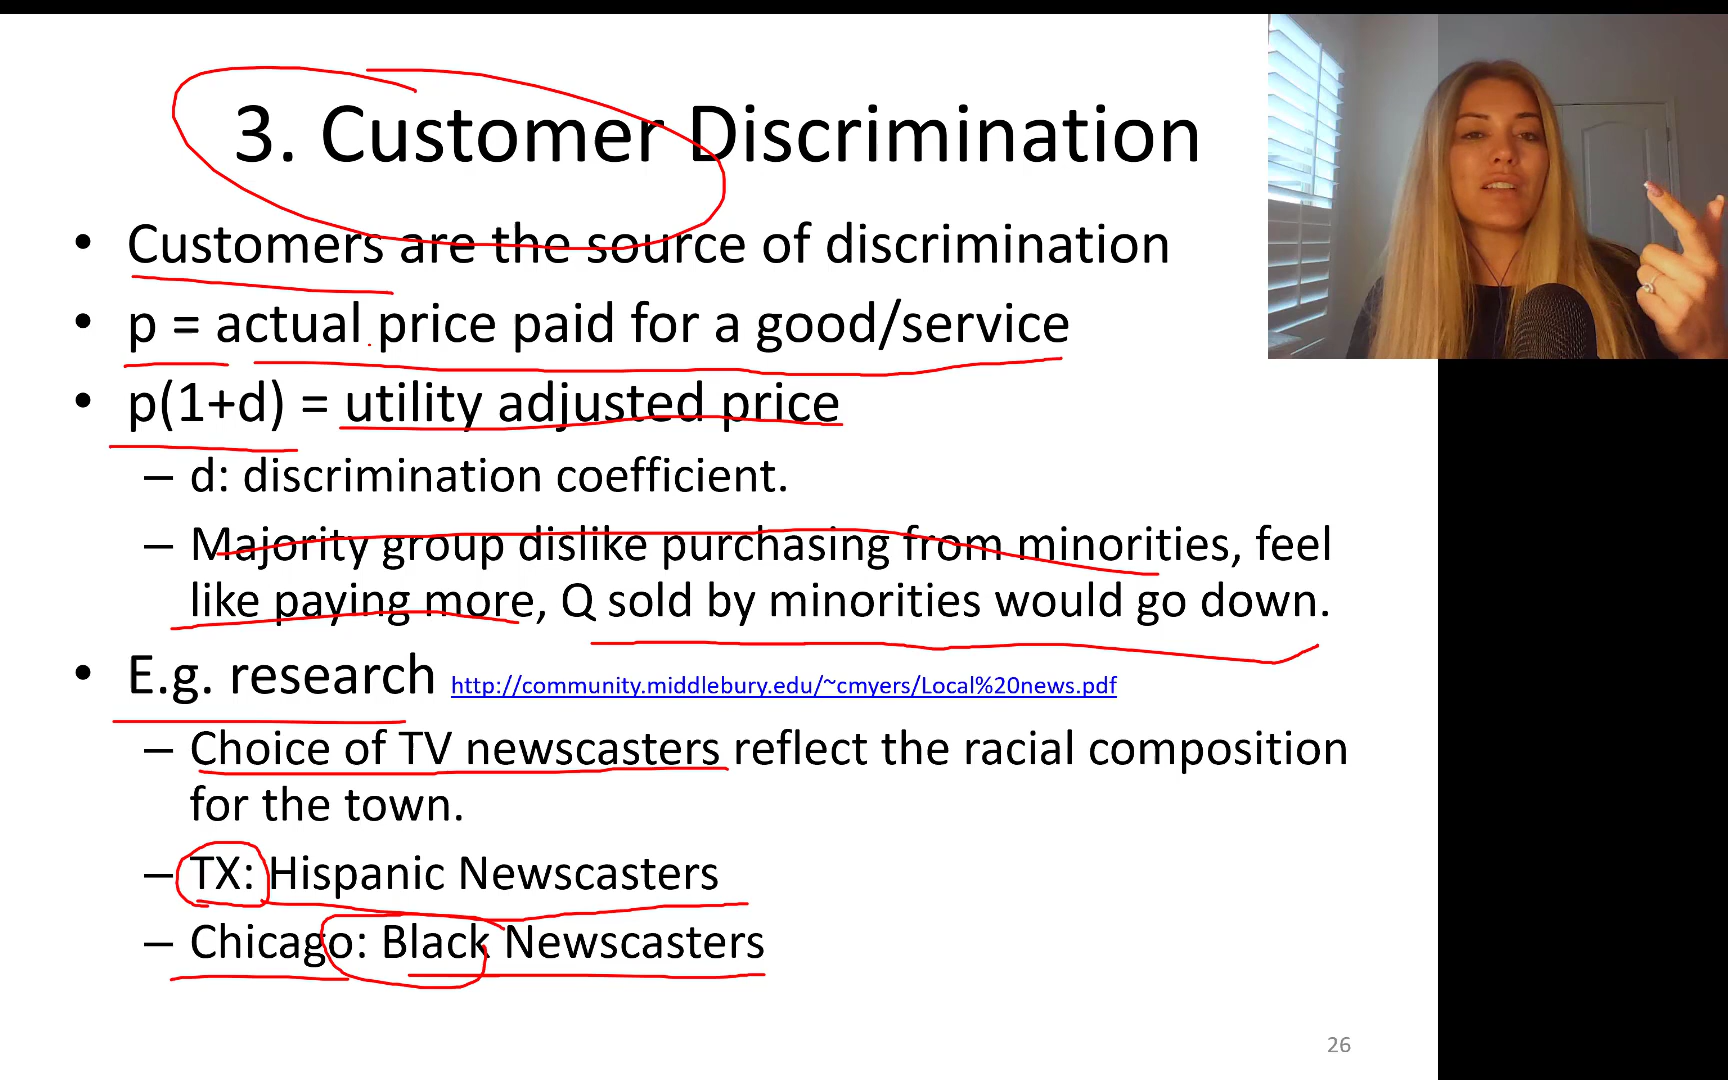 3. Customer Discrimination
• Customers are the source of discrimination
• p = actual price paid for a good/service
• p(1+d) = utility adjusted price
– d: discrimination coefficient.
– Majority group dislike purchasing from minorities, feel
like paying more, Q sold by minorities would go down.
• E.g. research http://community.middlebury.edu/~cmyers/Local%20news.pdf
– Choice of TV newscasters reflect the racial composition
for the town.
– TX: Hispanic Newscasters
– Chicago: Black Newscasters
26